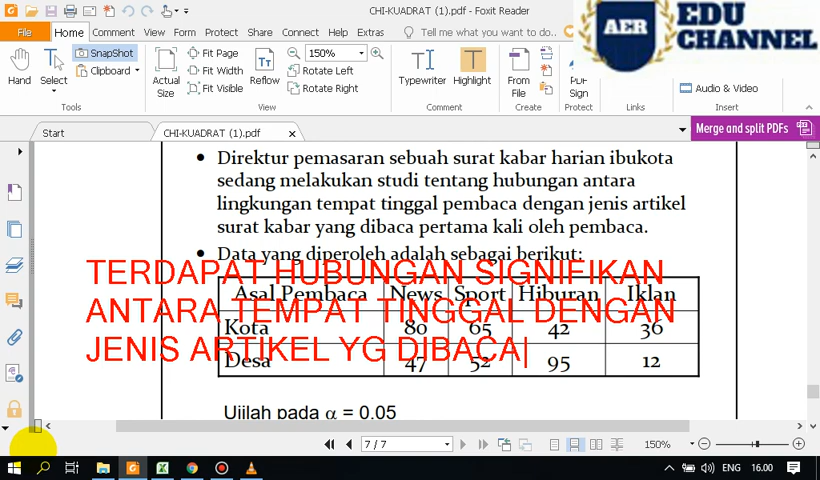 CHI-KUADRAT (1).pdf - Foxit Reader
AER EDU CHANNEL
File Home Comment View Form Protect Share Connect Help Extras Tell me what you want to do...
Hand Select SnapShot Clipboard Actual Size Fit Page Fit Width Fit Visible Reflow 150% Rotate Left Rotate Right Typewriter Highlight From File PDF Sign Audio & Video
Tools View Comment Create Protect Links Insert
Start CHI-KUADRAT (1).pdf Merge and split PDFs
• Direktur pemasaran sebuah surat kabar harian ibukota
sedang melakukan studi tentang hubungan antara
lingkungan tempat tinggal pembaca dengan jenis artikel
surat kabar yang dibaca pertama kali oleh pembaca.
• Data yang diperoleh adalah sebagai berikut:
TERDAPAT HUBUNGAN SIGNIFIKAN
Asal Pembaca News Sport Hiburan Iklan
ANTARA TEMPAT TINGGAL DENGAN
Kota 80 65 42 36
JENIS ARTIKEL YG DIBACA
Desa 47 52 95 12
Ujilah pada α = 0.05
7 / 7 150%
ENG 16.00